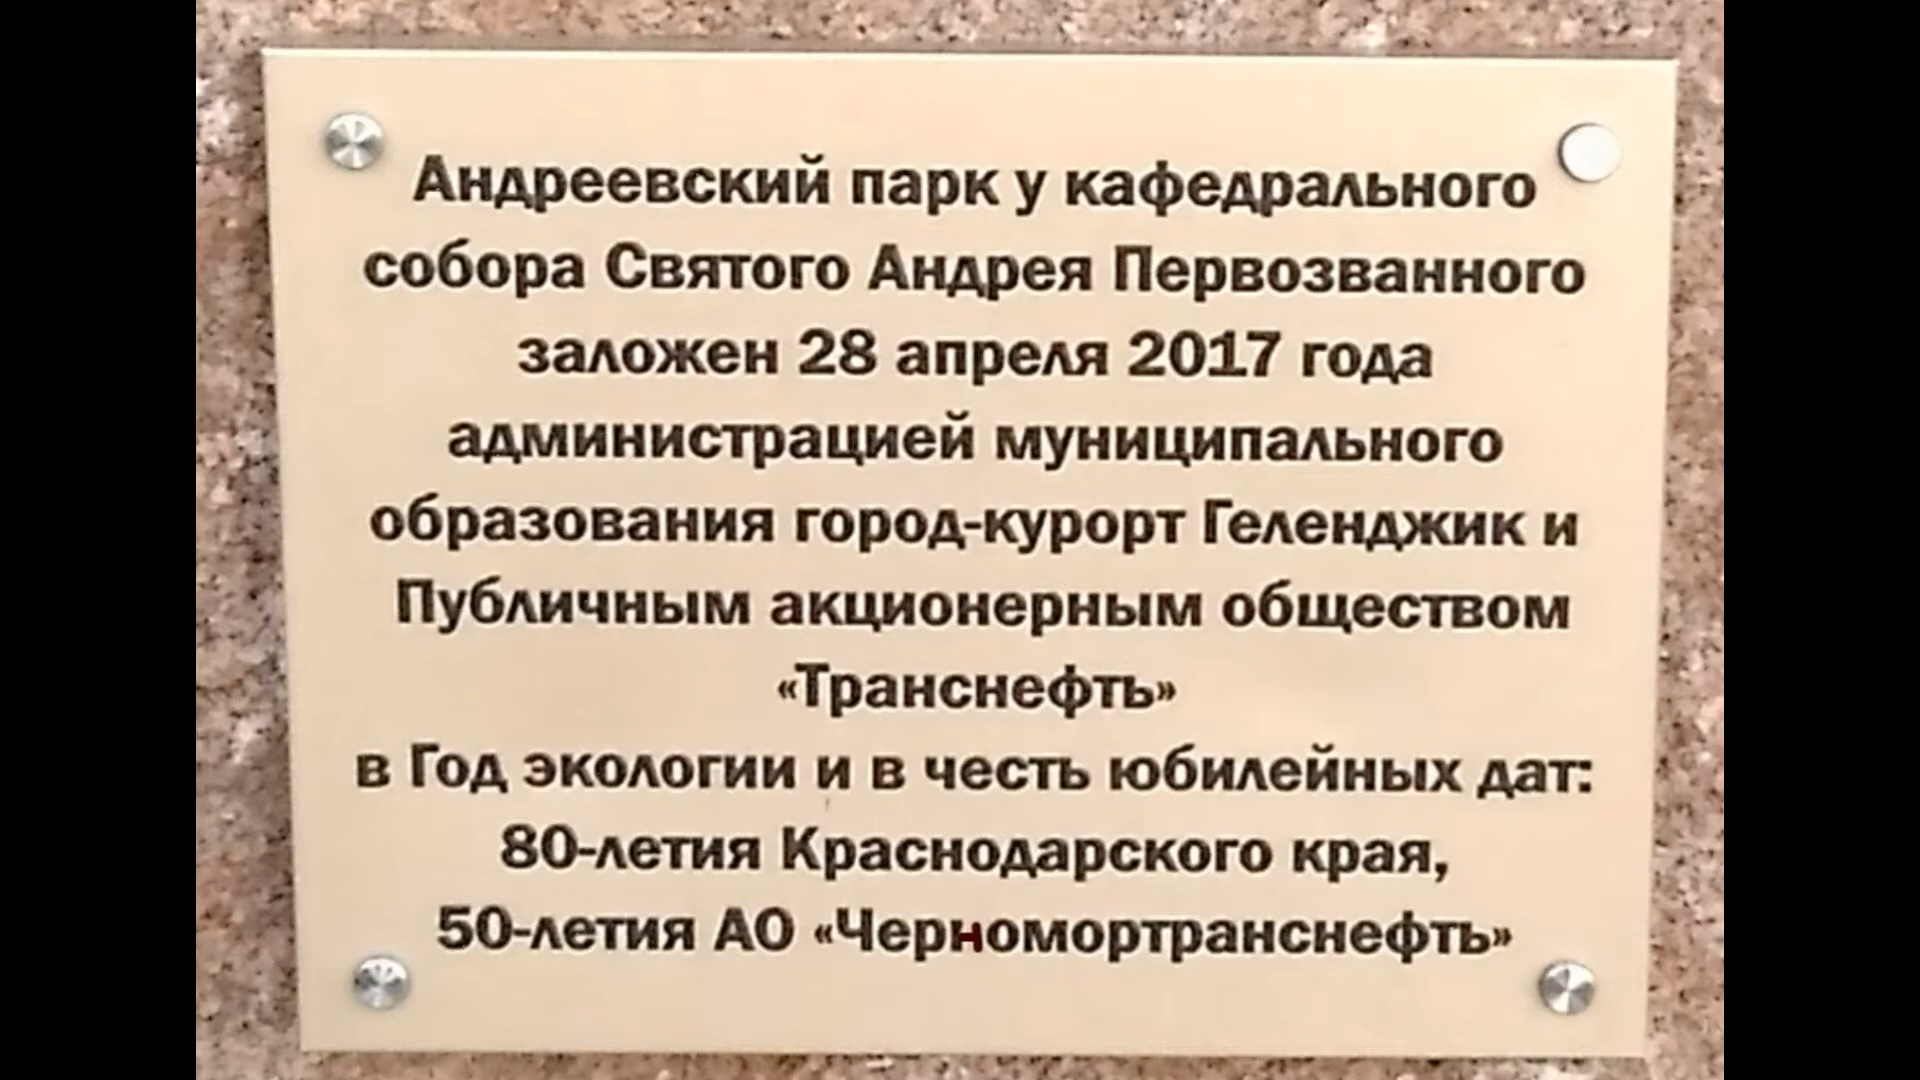 Андреевский парк у кафедрального
собора Святого Андрея Первозванного
заложен 28 апреля 2017 года
администрацией муниципального
образования город-курорт Геленджик и
Публичным акционерным обществом
«Транснефть»
в Год экологии и в честь юбилейных дат:
80-летия Краснодарского края,
50-летия АО «Черномортранснефть»